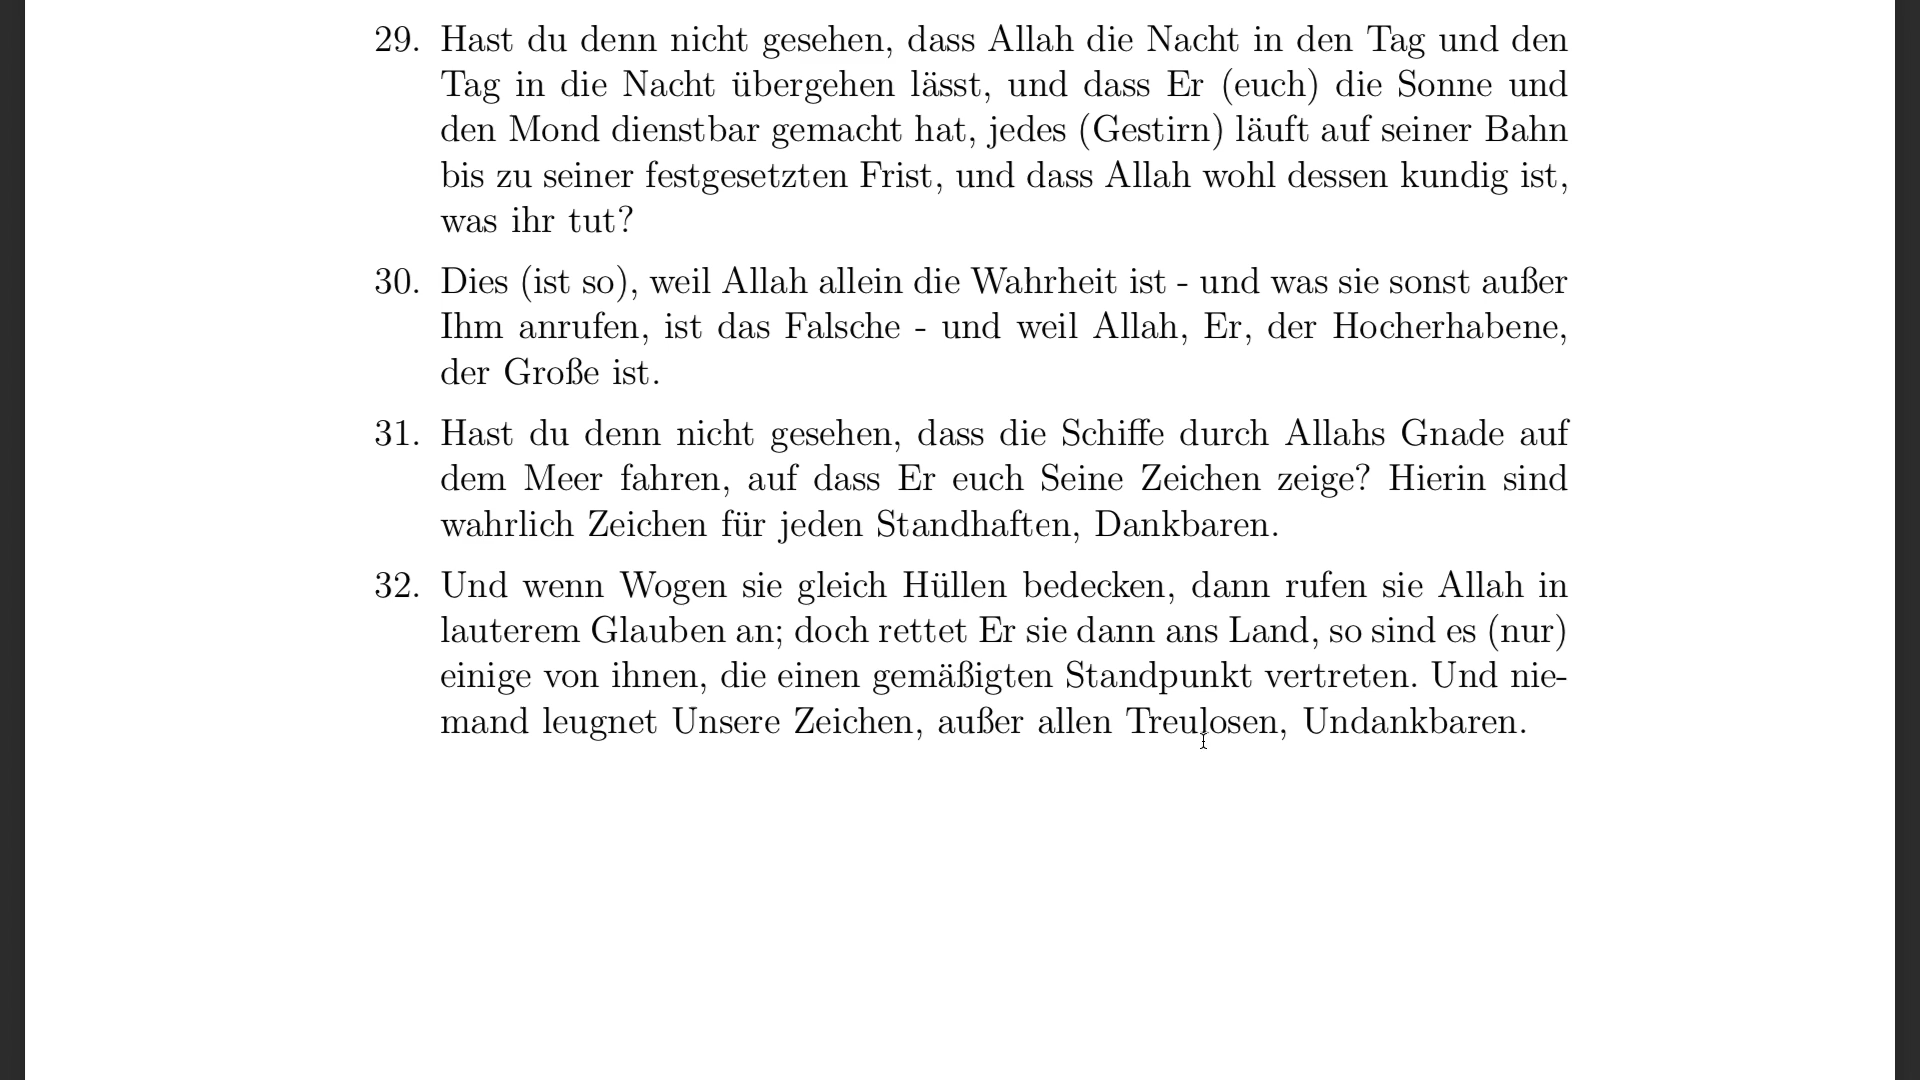 29. Hast du denn nicht gesehen, dass Allah die Nacht in den Tag und den
Tag in die Nacht übergehen lässt, und dass Er (euch) die Sonne und
den Mond dienstbar gemacht hat, jedes (Gestirn) läuft auf seiner Bahn
bis zu seiner festgesetzten Frist, und dass Allah wohl dessen kundig ist,
was ihr tut?
30. Dies (ist so), weil Allah allein die Wahrheit ist - und was sie sonst außer
Ihm anrufen, ist das Falsche - und weil Allah, Er, der Hocherhabene,
der Große ist.
31. Hast du denn nicht gesehen, dass die Schiffe durch Allahs Gnade auf
dem Meer fahren, auf dass Er euch Seine Zeichen zeige? Hierin sind
wahrlich Zeichen für jeden Standhaften, Dankbaren.
32. Und wenn Wogen sie gleich Hüllen bedecken, dann rufen sie Allah in
lauterem Glauben an; doch rettet Er sie dann ans Land, so sind es (nur)
einige von ihnen, die einen gemäßigten Standpunkt vertreten. Und nie-
mand leugnet Unsere Zeichen, außer allen Treulosen, Undankbaren.